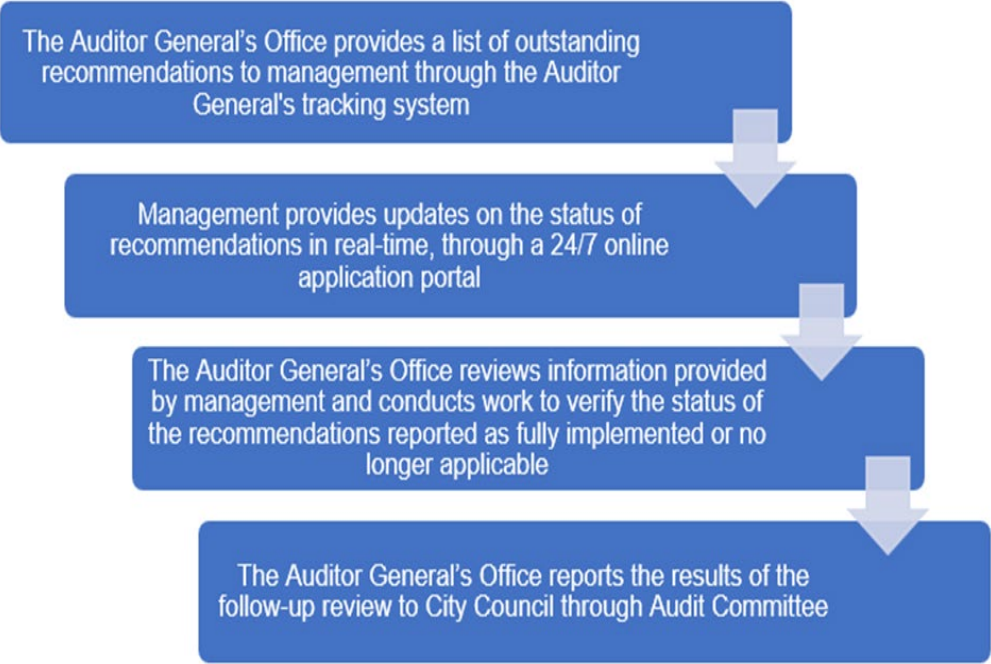 The Auditor General’s Office provides a list of outstanding
recommendations to management through the Auditor
General's tracking system
Management provides updates on the status of
recommendations in real-time, through a 24/7 online
application portal
The Auditor General’s Office reviews information provided
by management and conducts work to verify the status of
the recommendations reported as fully implemented or no
longer applicable
The Auditor General’s Office reports the results of the
follow-up review to City Council through Audit Committee